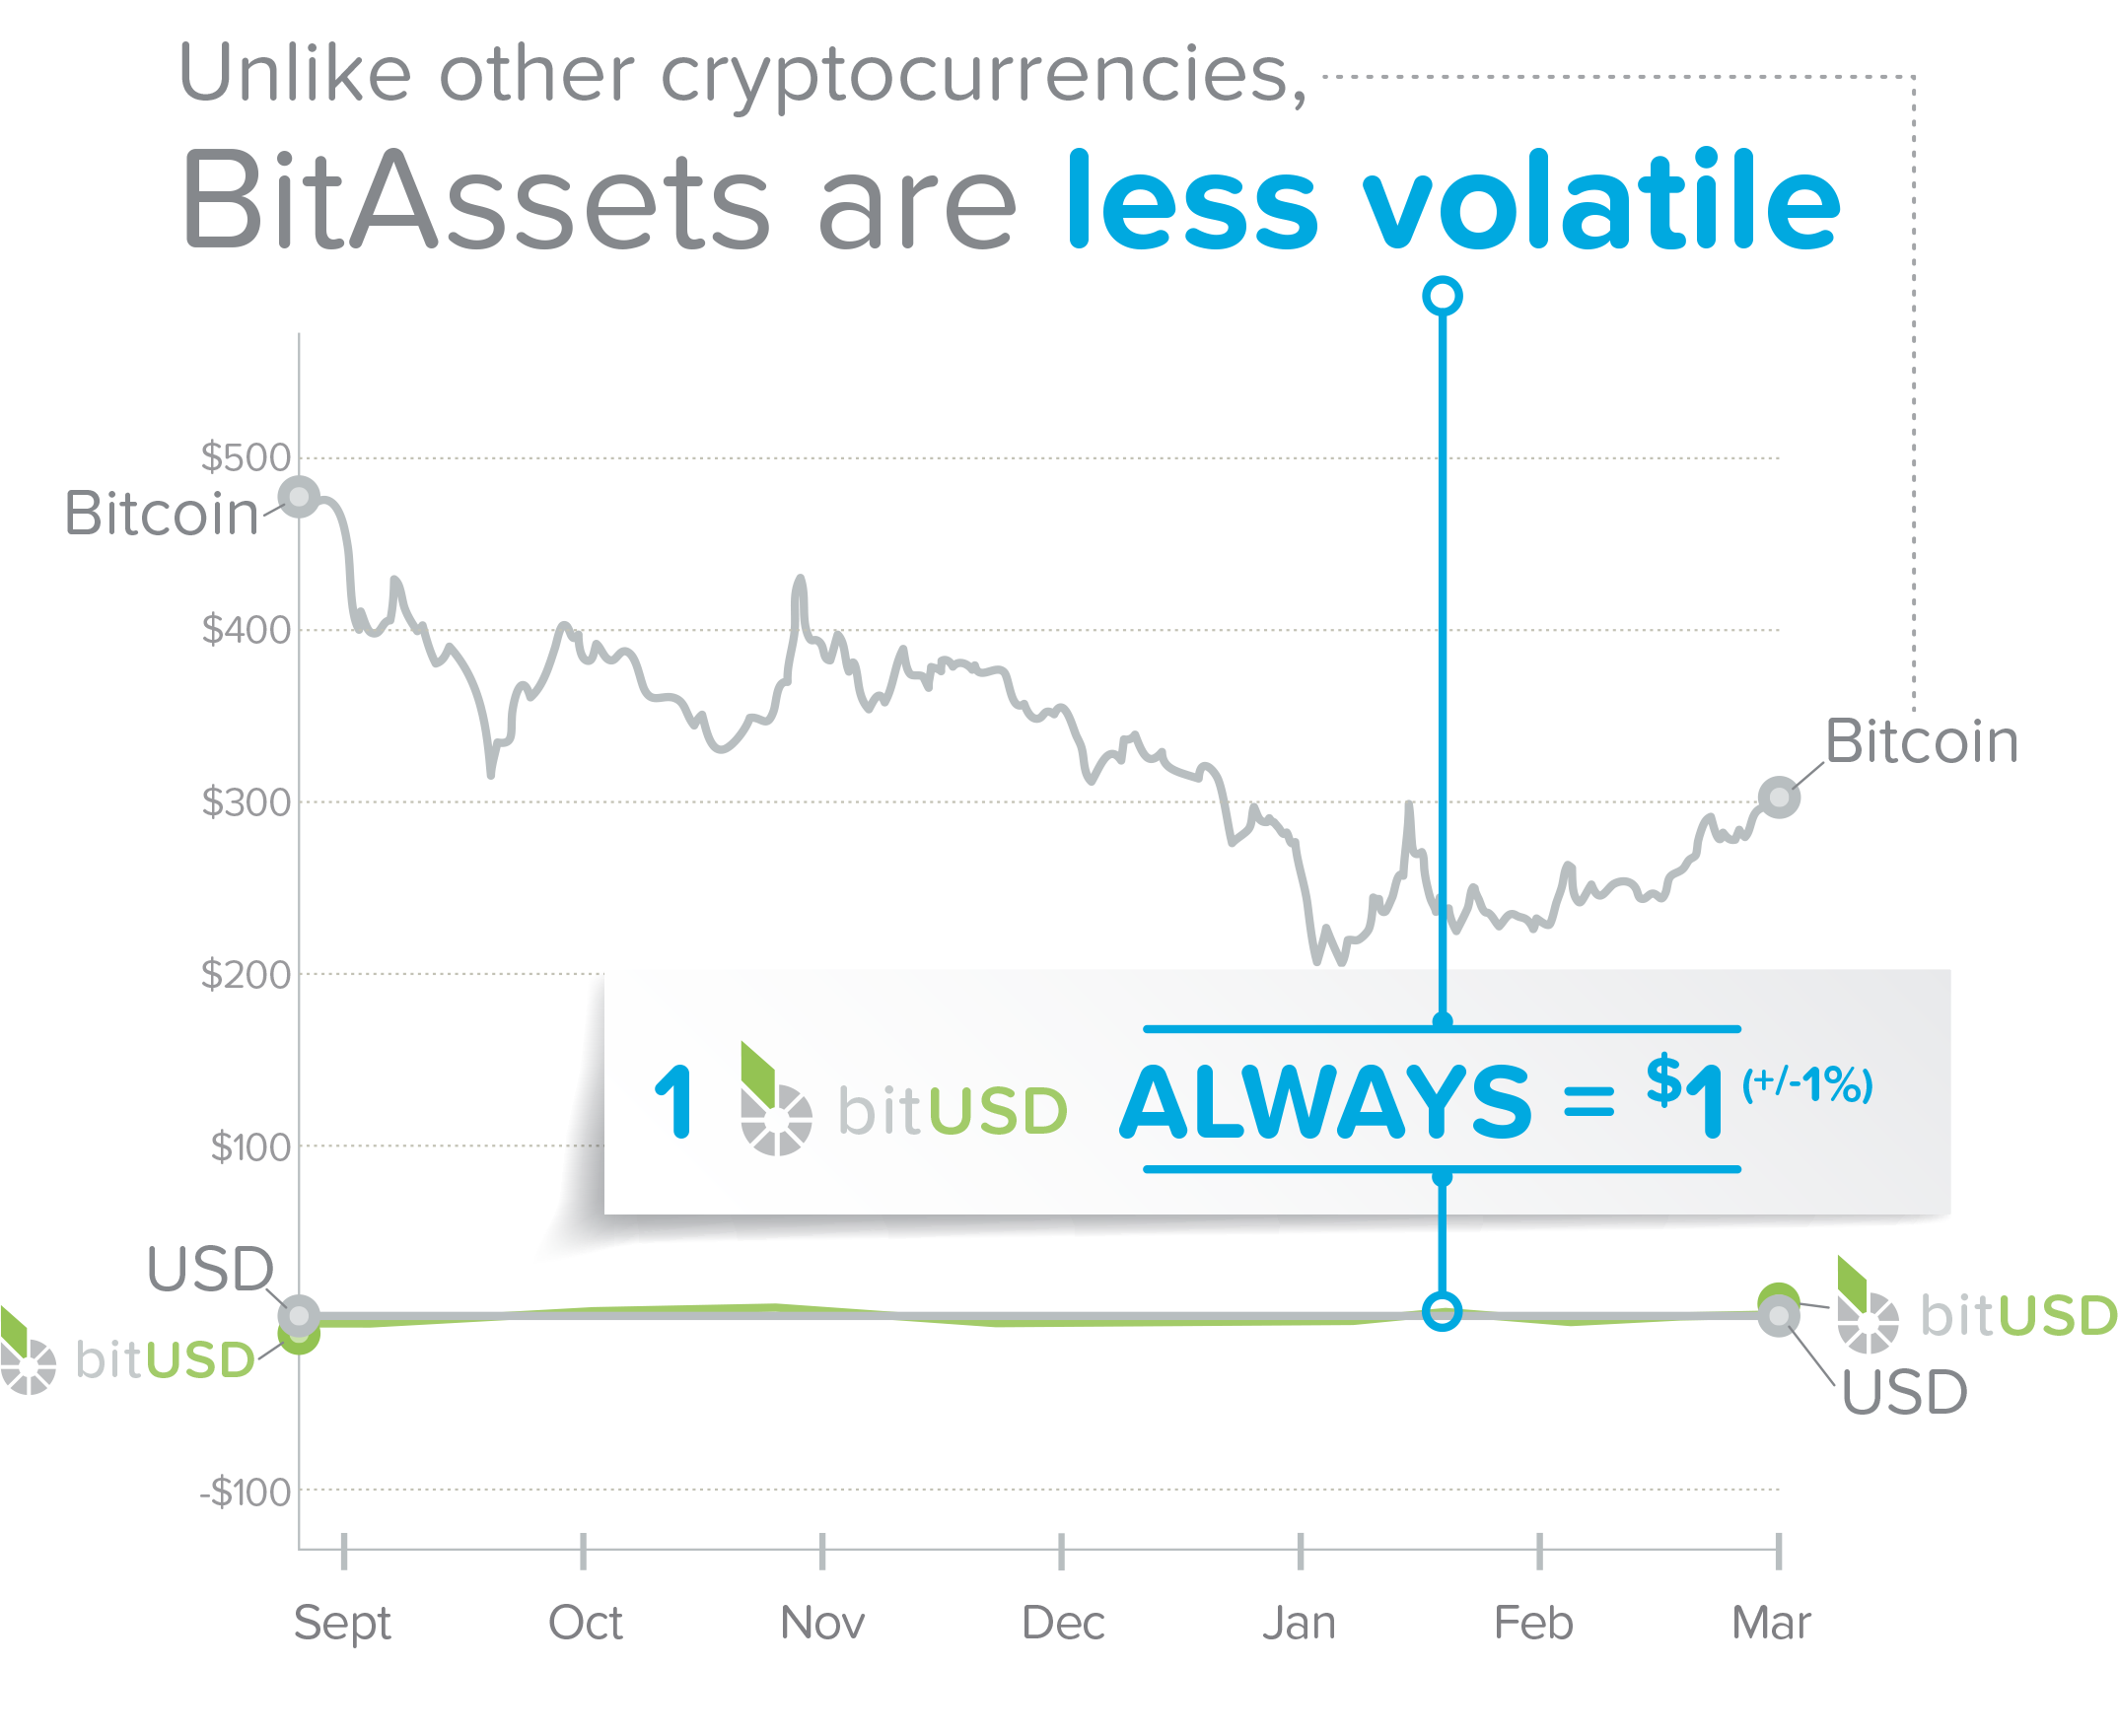 Unlike other cryptocurrencies,
BitAssets are less volatile
$500
Bitcoin
$400
Bitcoin
$300
$200
1 bitUSD ALWAYS = $1 (+/-1%)
$100
USD
bitUSD
bitUSD
USD
-$100
Sept Oct Nov Dec Jan Feb Mar